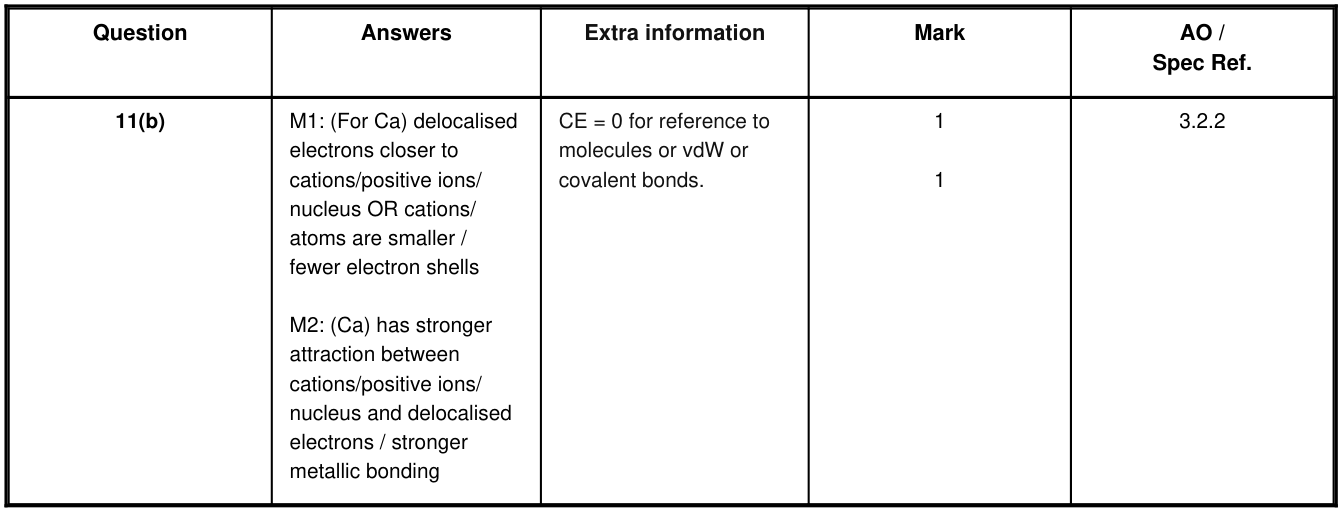 Question
Answers
Extra information
Mark
AO /
Spec Ref.
11(b)
M1: (For Ca) delocalised
electrons closer to
cations/positive ions/
nucleus OR cations/
atoms are smaller /
fewer electron shells
M2: (Ca) has stronger
attraction between
cations/positive ions/
nucleus and delocalised
electrons / stronger
metallic bonding
CE = 0 for reference to
molecules or vdW or
covalent bonds.
1
1
3.2.2